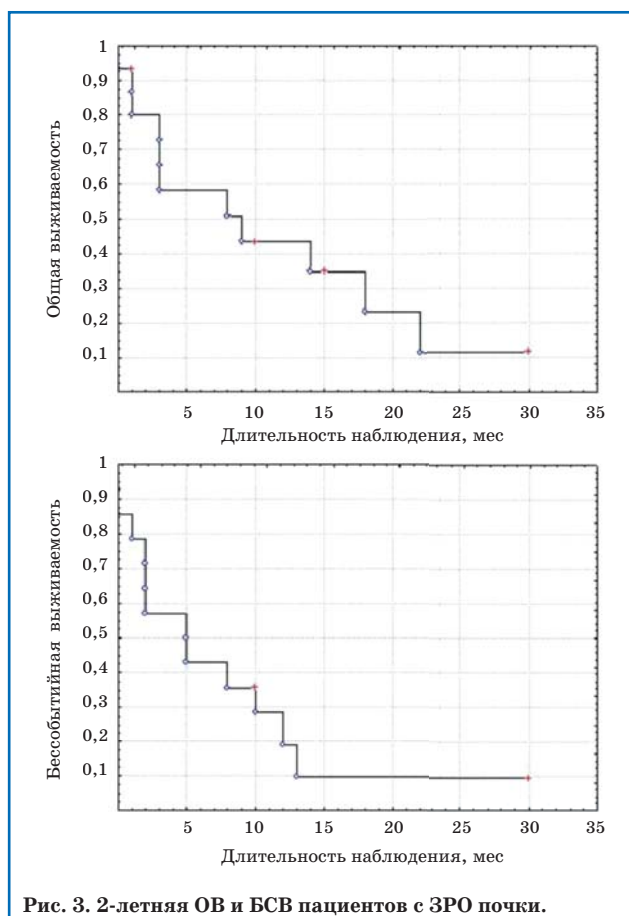 1
0,9
0,8
0,7
0,6
0,5
0,4
0,3
0,2
0,1
Общая выживаемость
5 10 15 20 25 30 35
Длительность наблюдения, мес
1
0,9
0,8
0,7
0,6
0,5
0,4
0,3
0,2
0,1
Бессобытийная выживаемость
5 10 15 20 25 30 35
Длительность наблюдения, мес
Рис. 3. 2-летняя ОВ и БСВ пациентов с ЗРО почки.